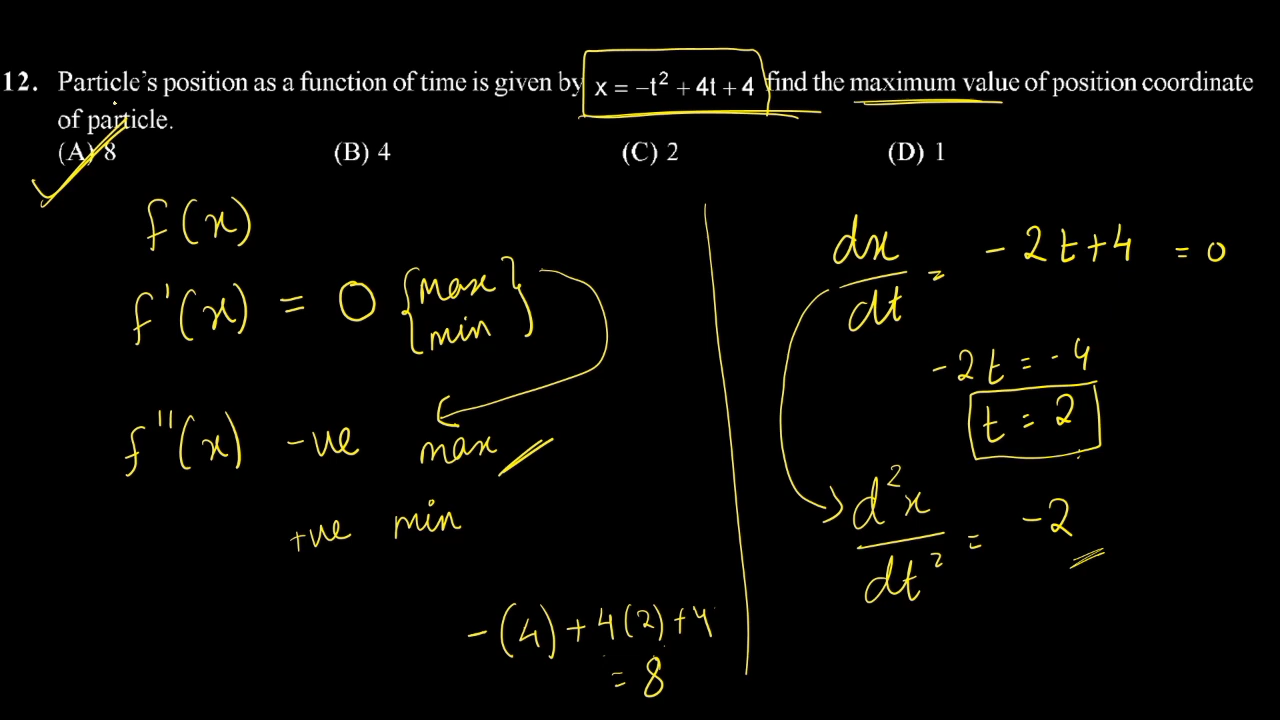 12. Particle's position as a function of time is given by x = −t² + 4t + 4 find the maximum value of position coordinate
of particle.
(A) 8 (B) 4 (C) 2 (D) 1
f(x)
f'(x) = 0 { max
min }
f''(x) -ve max
+ve min
-(4) + 4(2) + 4
= 8
dx/dt = -2t+4 = 0
-2t = -4
t = 2
d²x/dt² = -2